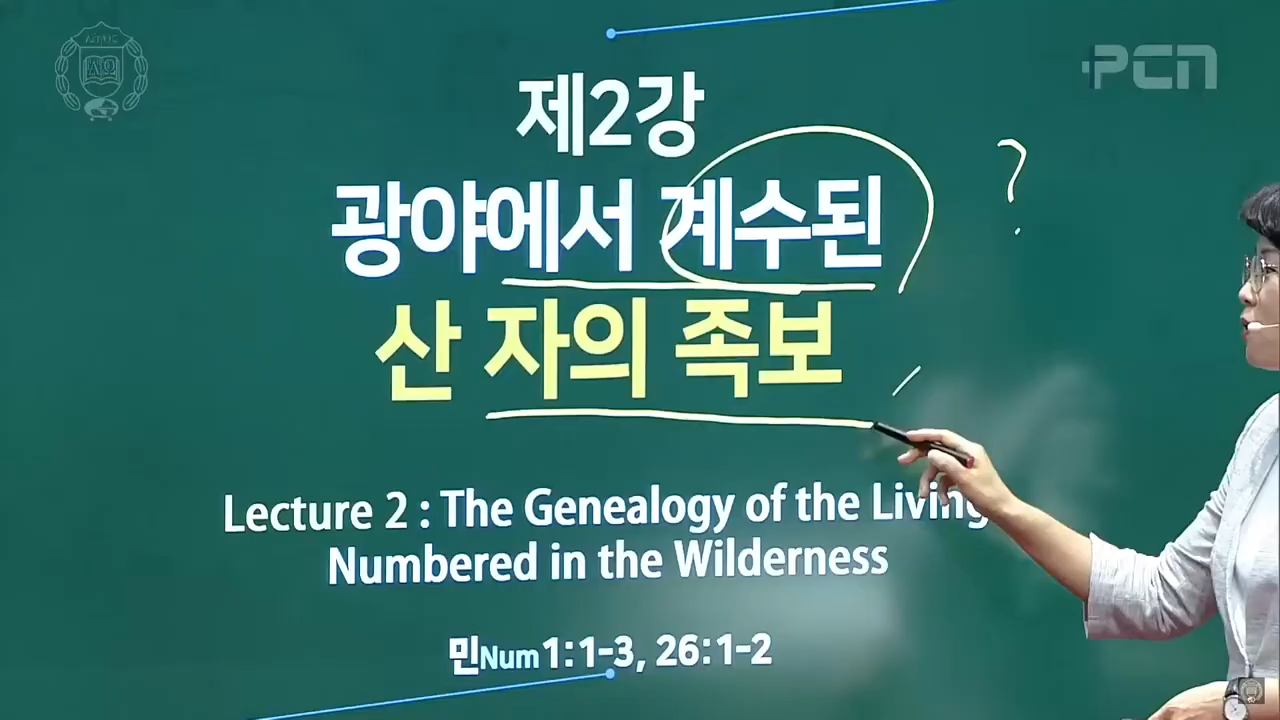 PCN
제2강
광야에서 계수된
?
산 자의 족보
Lecture 2 : The Genealogy of the Living
Numbered in the Wilderness
민Num1:1-3, 26:1-2